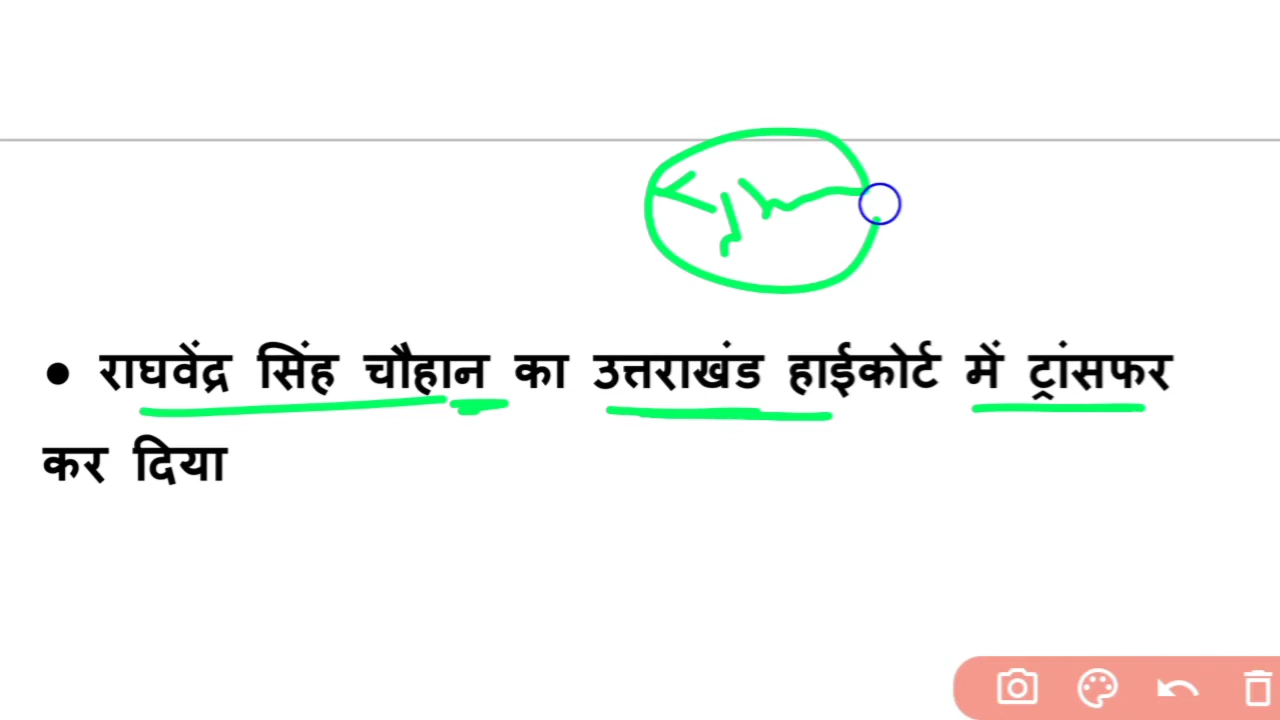 ● राघवेंद्र सिंह चौहान का उत्तराखंड हाईकोर्ट में ट्रांसफर
कर दिया